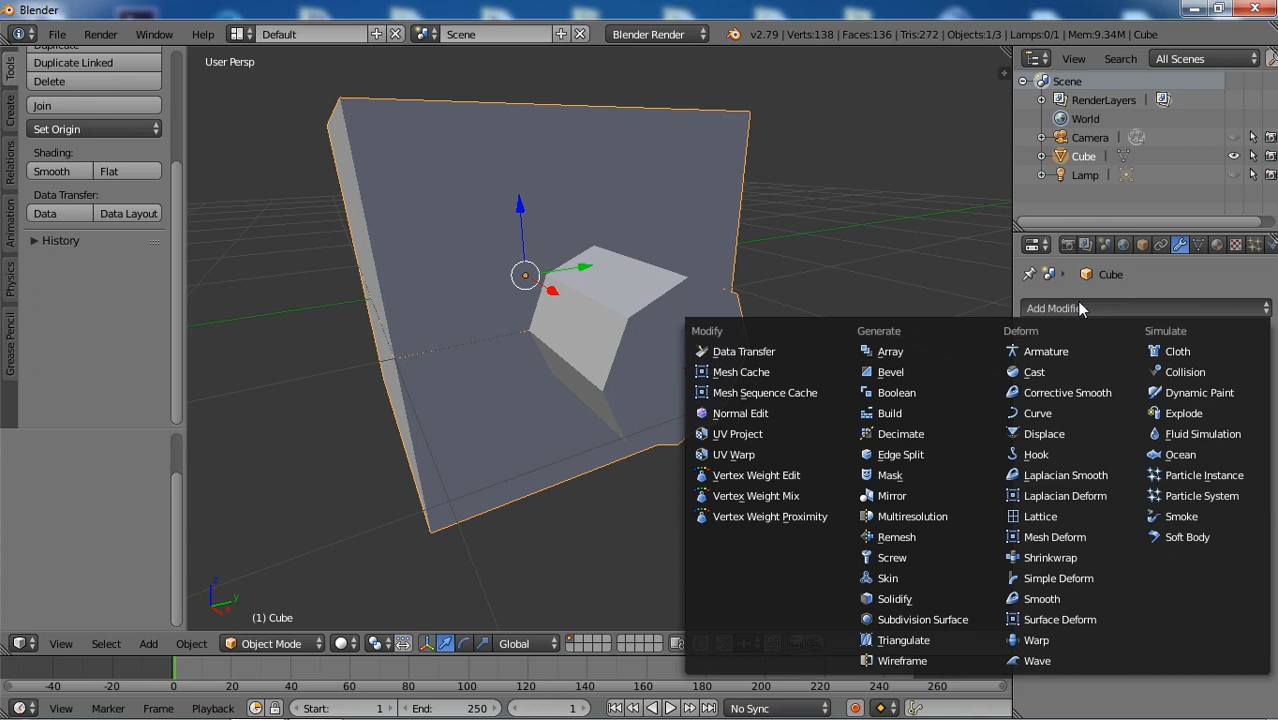 Blender
File Render Window Help Default Scene Blender Render v2.79 | Verts:138 | Faces:136 | Tris:272 | Objects:1/3 | Lamps:0/1 | Mem:9.34M | Cube
Tools
Create
Relations
Animation
Physics
Grease Pencil
Duplicate Linked
Delete
Join
Set Origin
Shading:
Smooth Flat
Data Transfer:
Data Data Layout
History
User Persp
(1) Cube
View Search All Scenes
Scene
RenderLayers
World
Camera
Cube
Lamp
Cube
Add Modifier
Modify
Data Transfer
Mesh Cache
Mesh Sequence Cache
Normal Edit
UV Project
UV Warp
Vertex Weight Edit
Vertex Weight Mix
Vertex Weight Proximity
Generate
Array
Bevel
Boolean
Build
Decimate
Edge Split
Mask
Mirror
Multiresolution
Remesh
Screw
Skin
Solidify
Subdivision Surface
Triangulate
Wireframe
Deform
Armature
Cast
Corrective Smooth
Curve
Displace
Hook
Laplacian Smooth
Laplacian Deform
Lattice
Mesh Deform
Shrinkwrap
Simple Deform
Smooth
Surface Deform
Warp
Wave
Simulate
Cloth
Collision
Dynamic Paint
Explode
Fluid Simulation
Ocean
Particle Instance
Particle System
Smoke
Soft Body
View Select Add Object Object Mode Global
-40 -20 0 20 40 60 80 100 120 140 160 180 200 220 240 260
View Marker Frame Playback Start: 1 End: 250 1 No Sync